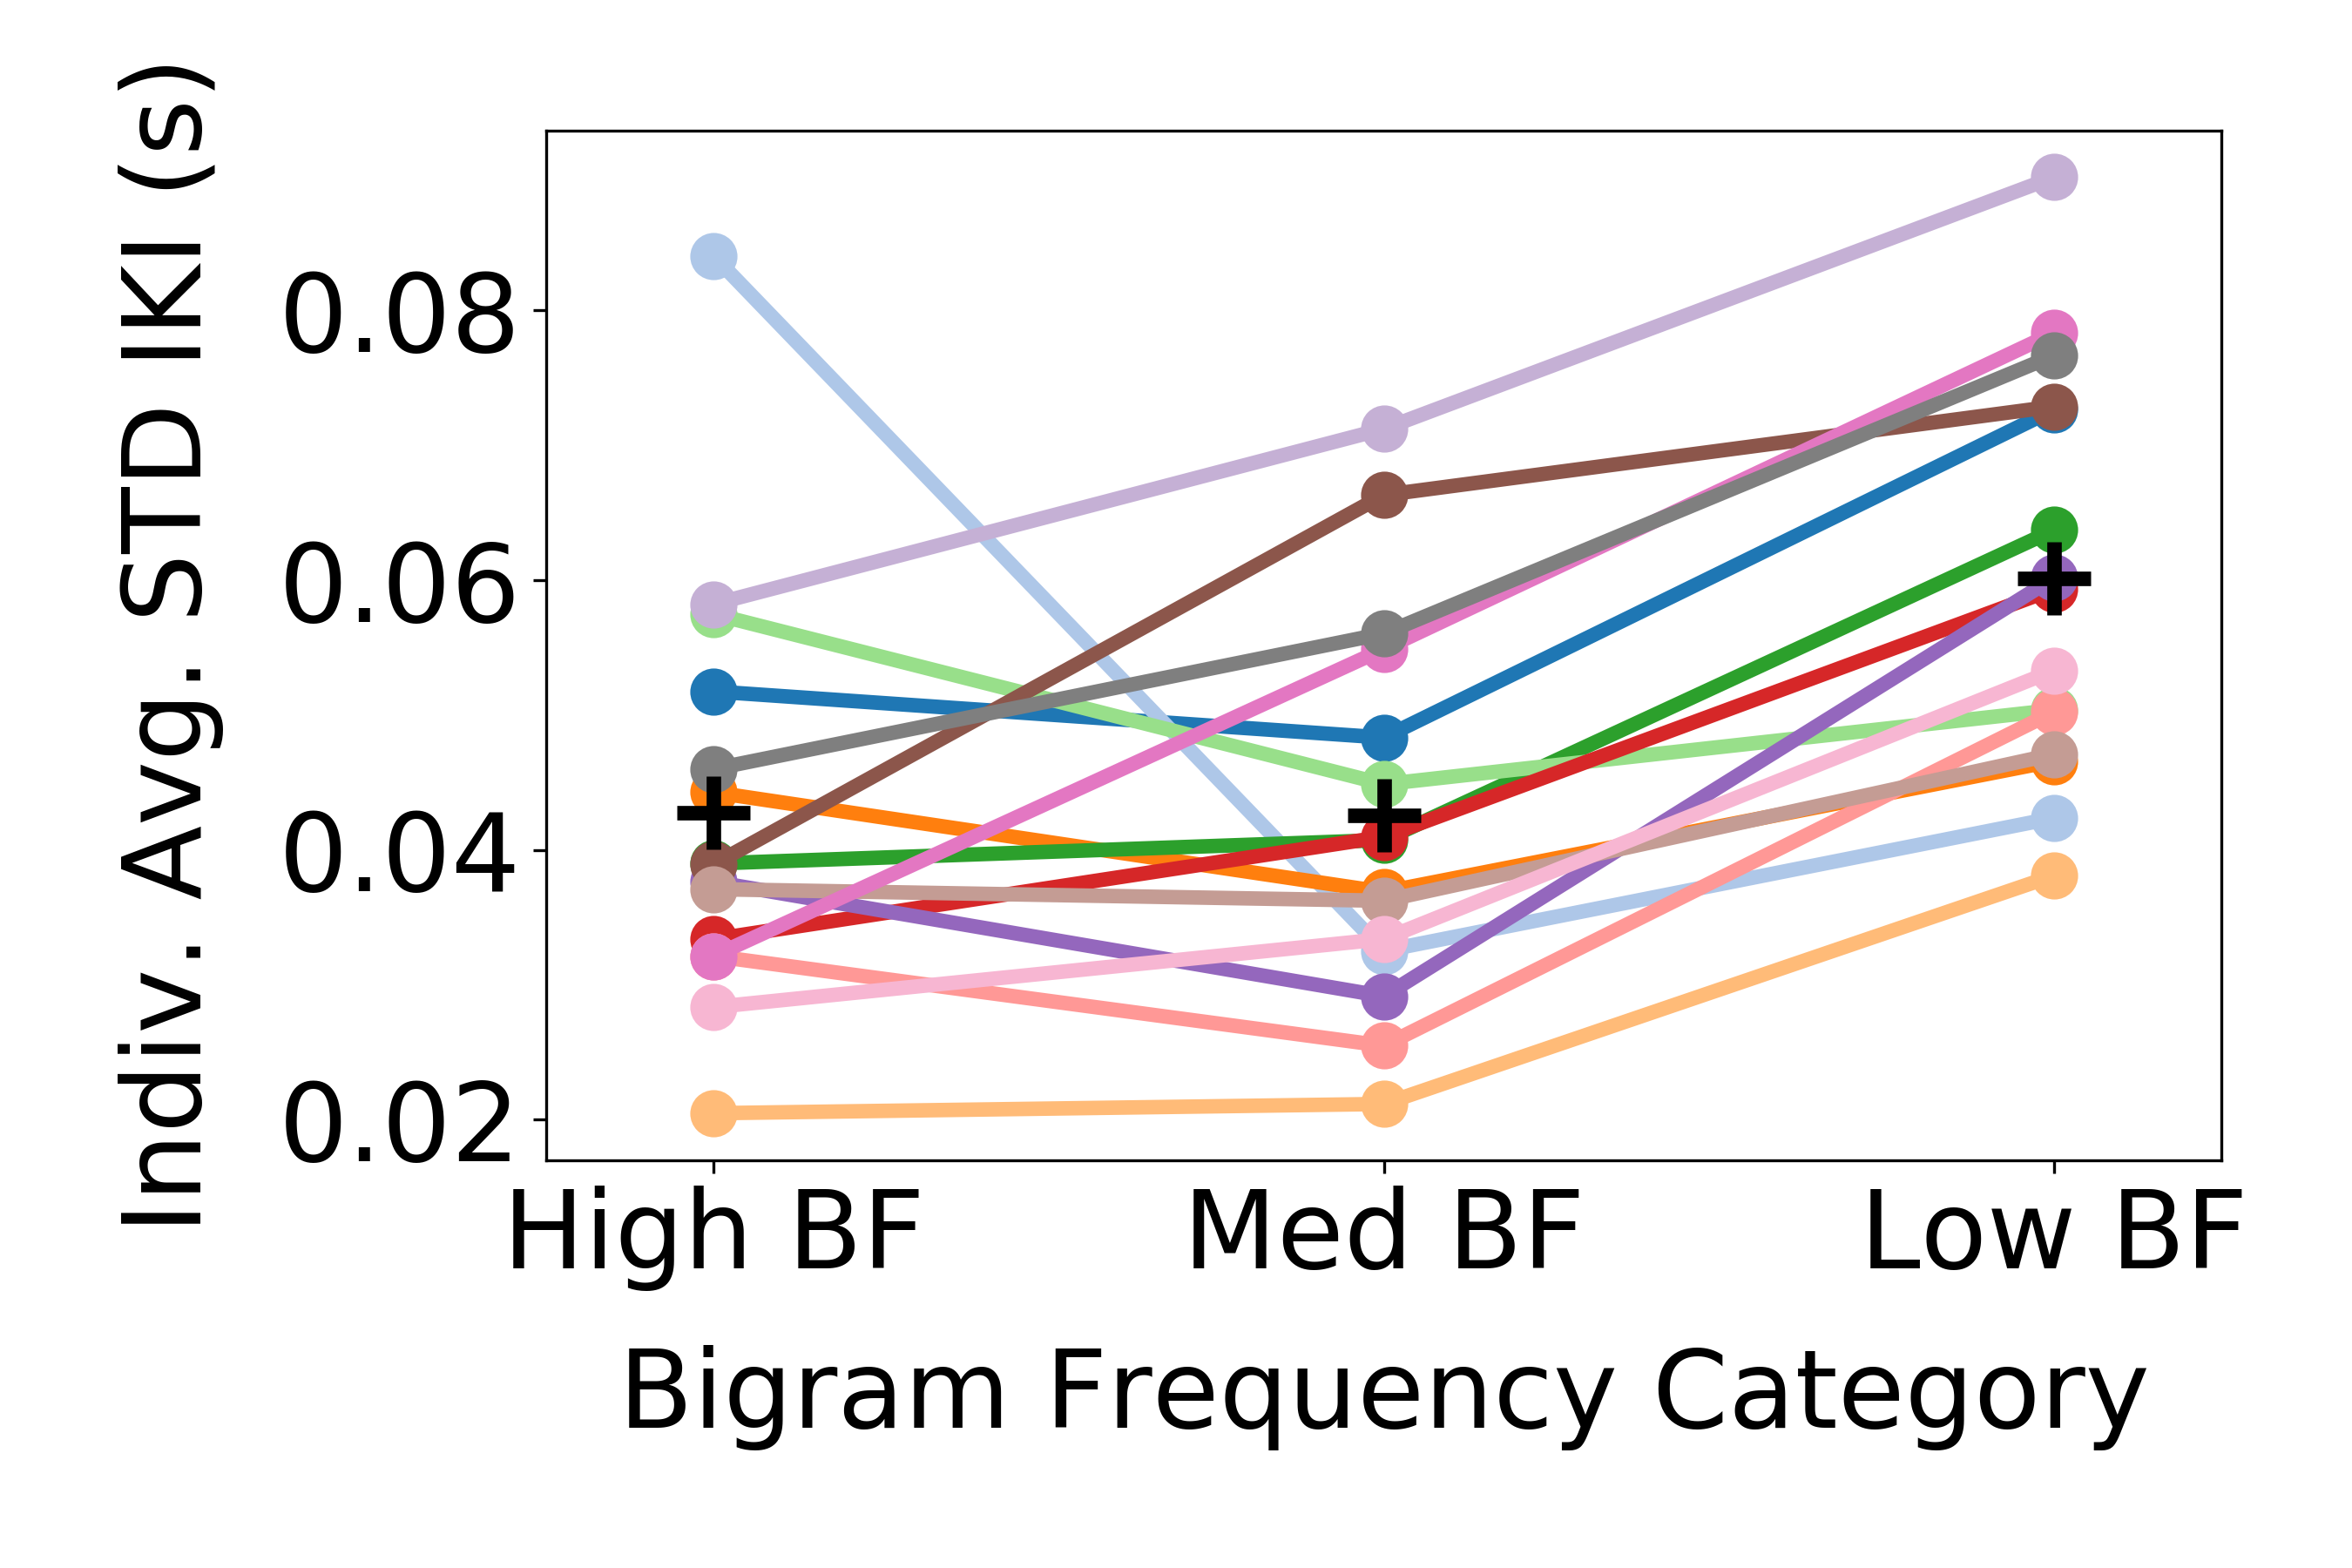 Indiv. Avg. STD IKI (s)
0.08
0.06
0.04
0.02
High BF
Med BF
Low BF
Bigram Frequency Category